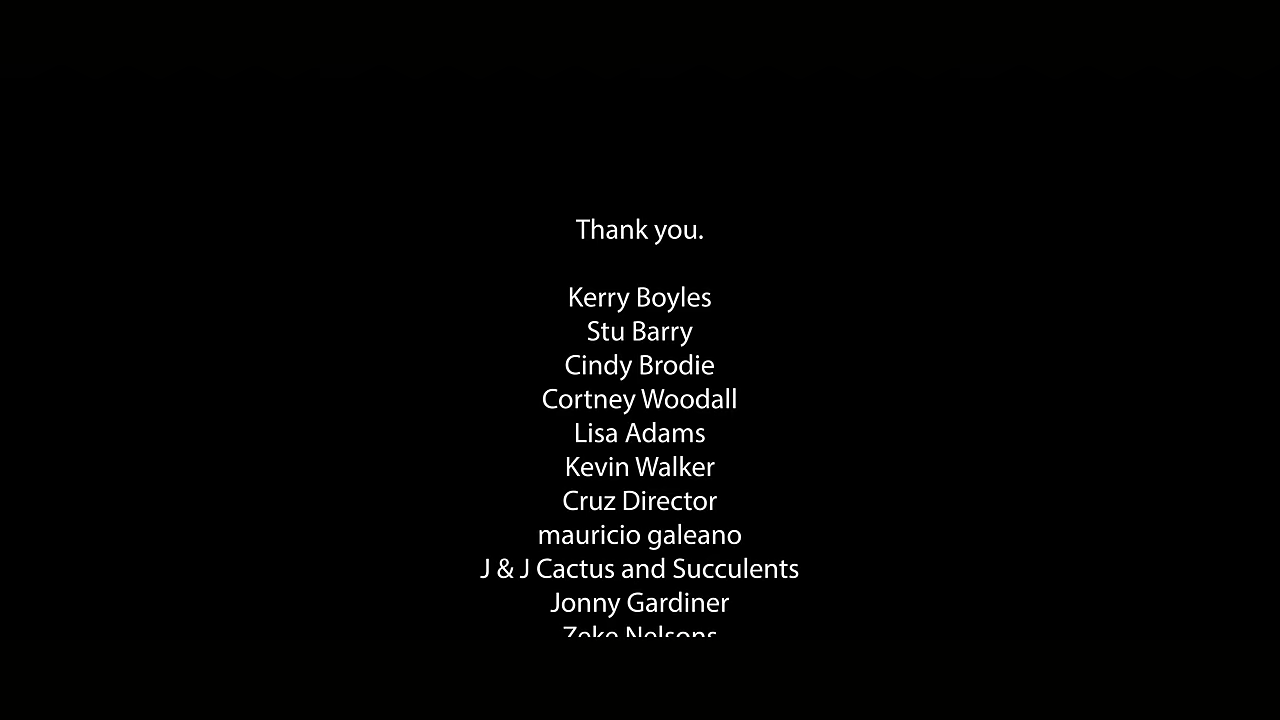 Thank you.
Kerry Boyles
Stu Barry
Cindy Brodie
Cortney Woodall
Lisa Adams
Kevin Walker
Cruz Director
mauricio galeano
J & J Cactus and Succulents
Jonny Gardiner
Zeke Nelsons